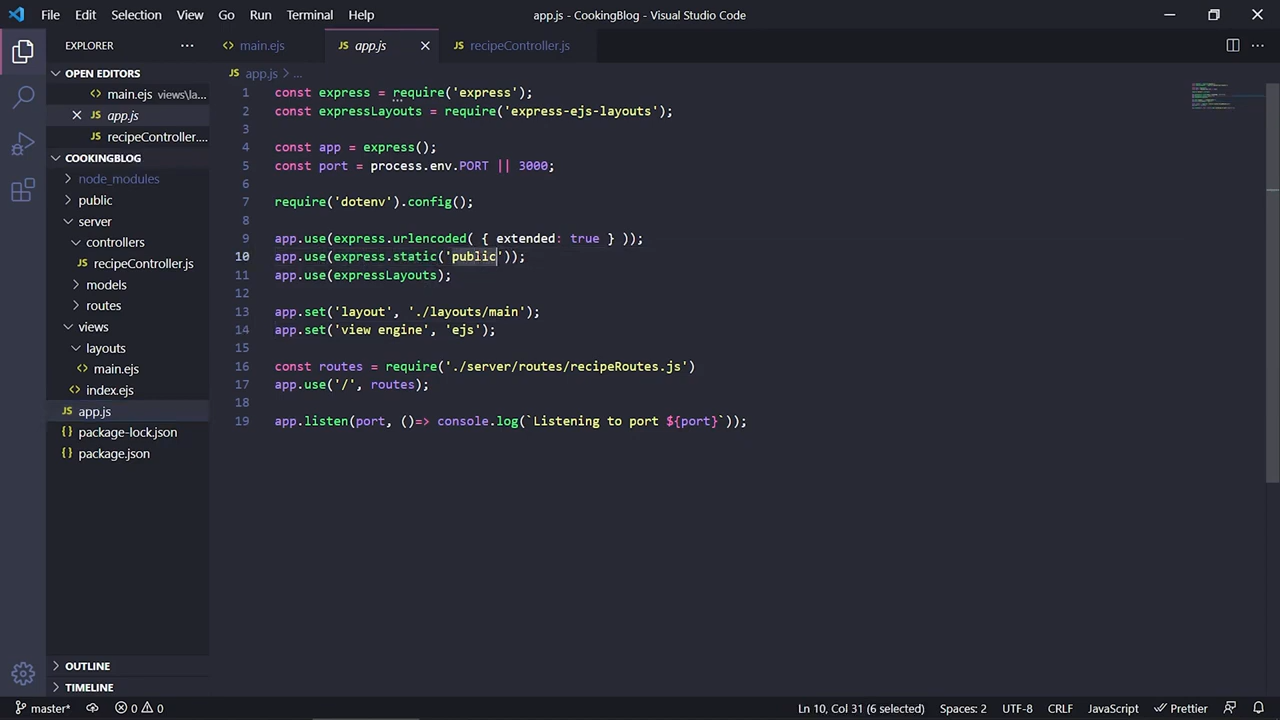 File Edit Selection View Go Run Terminal Help app.js - CookingBlog - Visual Studio Code
EXPLORER
main.ejs
app.js
recipeController.js
OPEN EDITORS
main.ejs views\la...
app.js
recipeController....
COOKINGBLOG
node_modules
public
server
controllers
recipeController.js
models
routes
views
layouts
main.ejs
index.ejs
app.js
package-lock.json
package.json
OUTLINE
TIMELINE
app.js > ...
1 const express = require('express');
2 const expressLayouts = require('express-ejs-layouts');
3
4 const app = express();
5 const port = process.env.PORT || 3000;
6
7 require('dotenv').config();
8
9 app.use(express.urlencoded( { extended: true } ));
10 app.use(express.static('public'));
11 app.use(expressLayouts);
12
13 app.set('layout', './layouts/main');
14 app.set('view engine', 'ejs');
15
16 const routes = require('./server/routes/recipeRoutes.js')
17 app.use('/', routes);
18
19 app.listen(port, ()=> console.log(`Listening to port ${port}`));
master* 0 0 Ln 10, Col 31 (6 selected) Spaces: 2 UTF-8 CRLF JavaScript Prettier